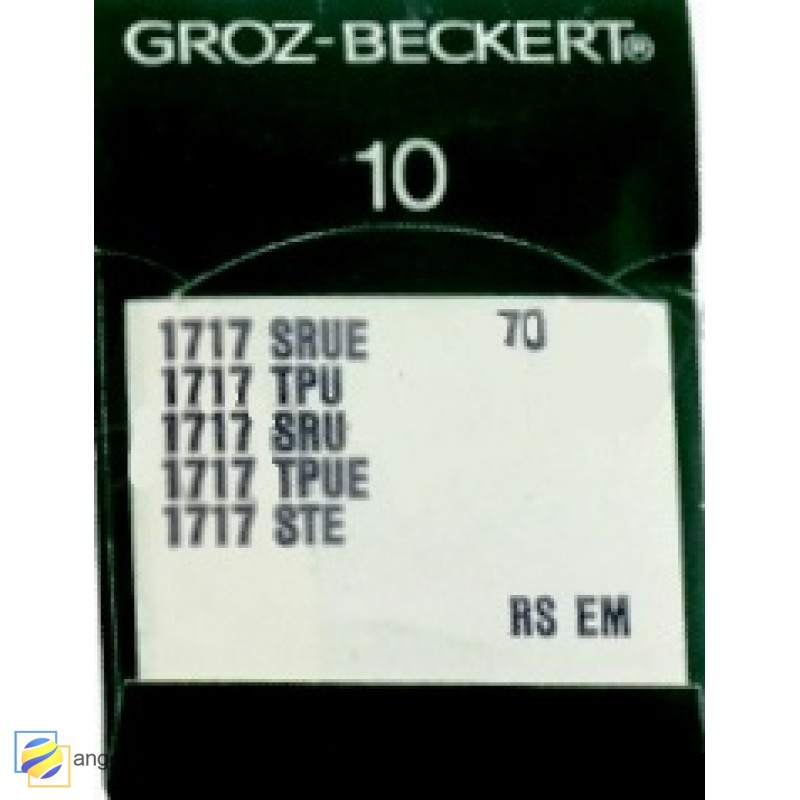 GROZ-BECKERT®
10
1717 SRUE 70
1717 TPU
1717 SRU
1717 TPUE
1717 STE
RS EM